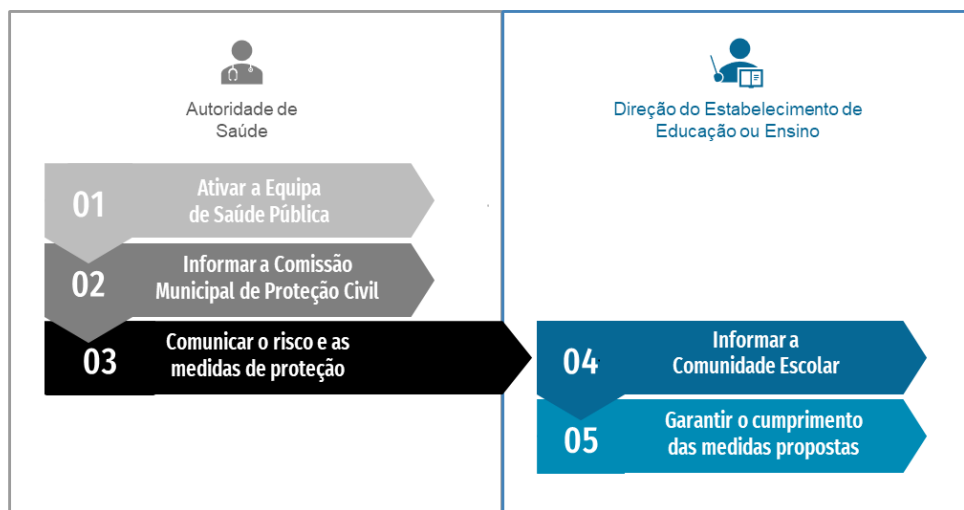 Autoridade de
Saúde
01
Ativar a Equipa
de Saúde Pública
02
Informar a Comissão
Municipal de Proteção Civil
03
Comunicar o risco e as
medidas de proteção
Direção do Estabelecimento de
Educação ou Ensino
04
Informar a
Comunidade Escolar
05
Garantir o cumprimento
das medidas propostas